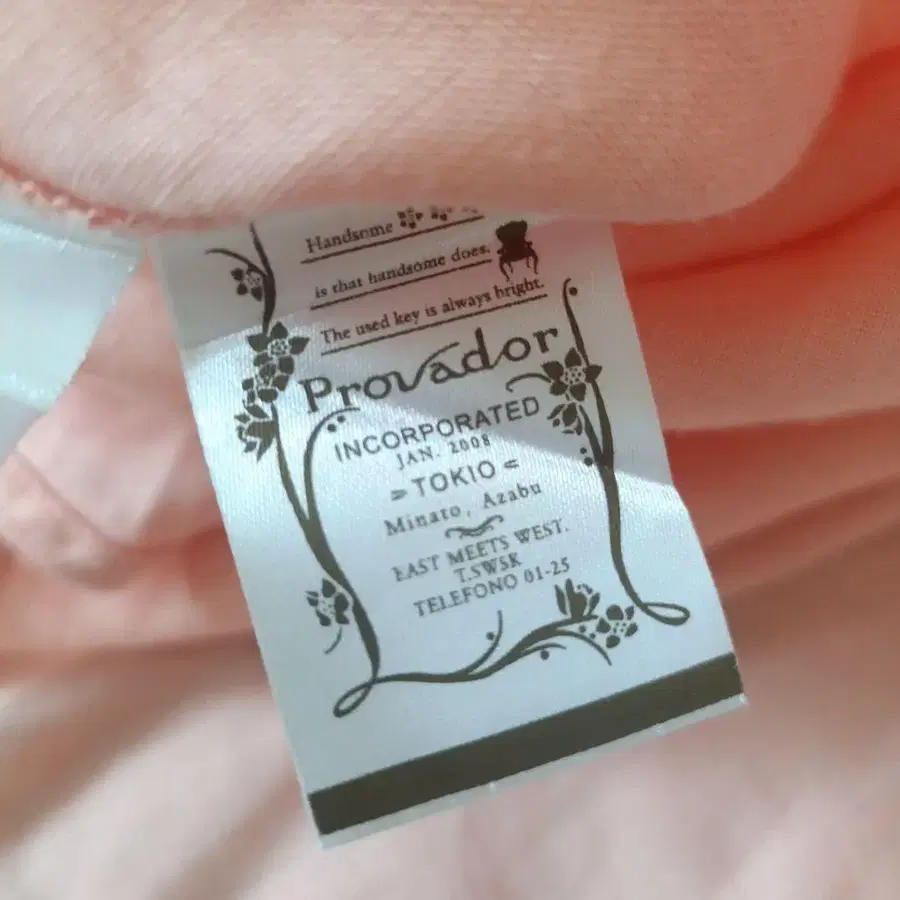 Handsome
is that handsome does.
The used key is always bright.
Provador
INCORPORATED
JAN. 2008
TOKIO
Minato, Azabu
EAST MEETS WEST.
T.SWSK
TELEFONO 01-25